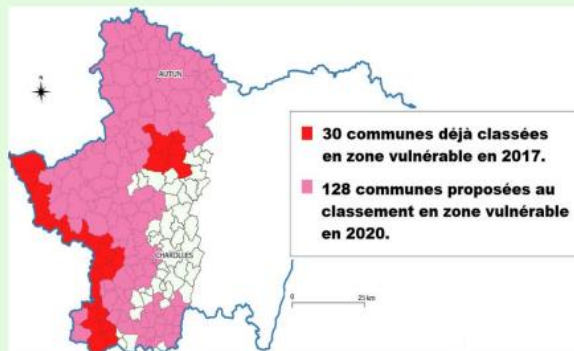 AUTUN
N
30 communes déjà classées
en zone vulnérable en 2017.
128 communes proposées au
classement en zone vulnérable
en 2020.
CHAROLLES
0 25 km